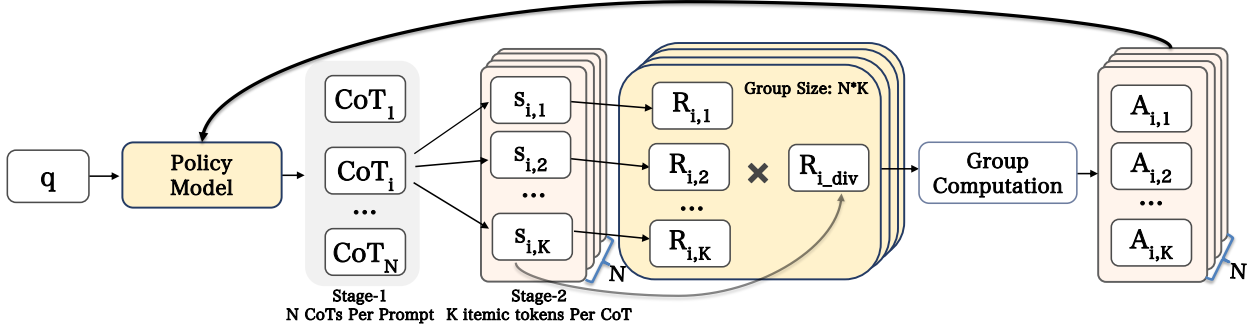 q
Policy
Model
CoT1
CoTi
...
CoTN
Stage-1
N CoTs Per Prompt
si,1
si,2
...
si,K
N
Stage-2
K itemic tokens Per CoT
Group Size: N*K
Ri,1
Ri,2
...
Ri,K
×
Ri_div
Group
Computation
Ai,1
Ai,2
...
Ai,K
N